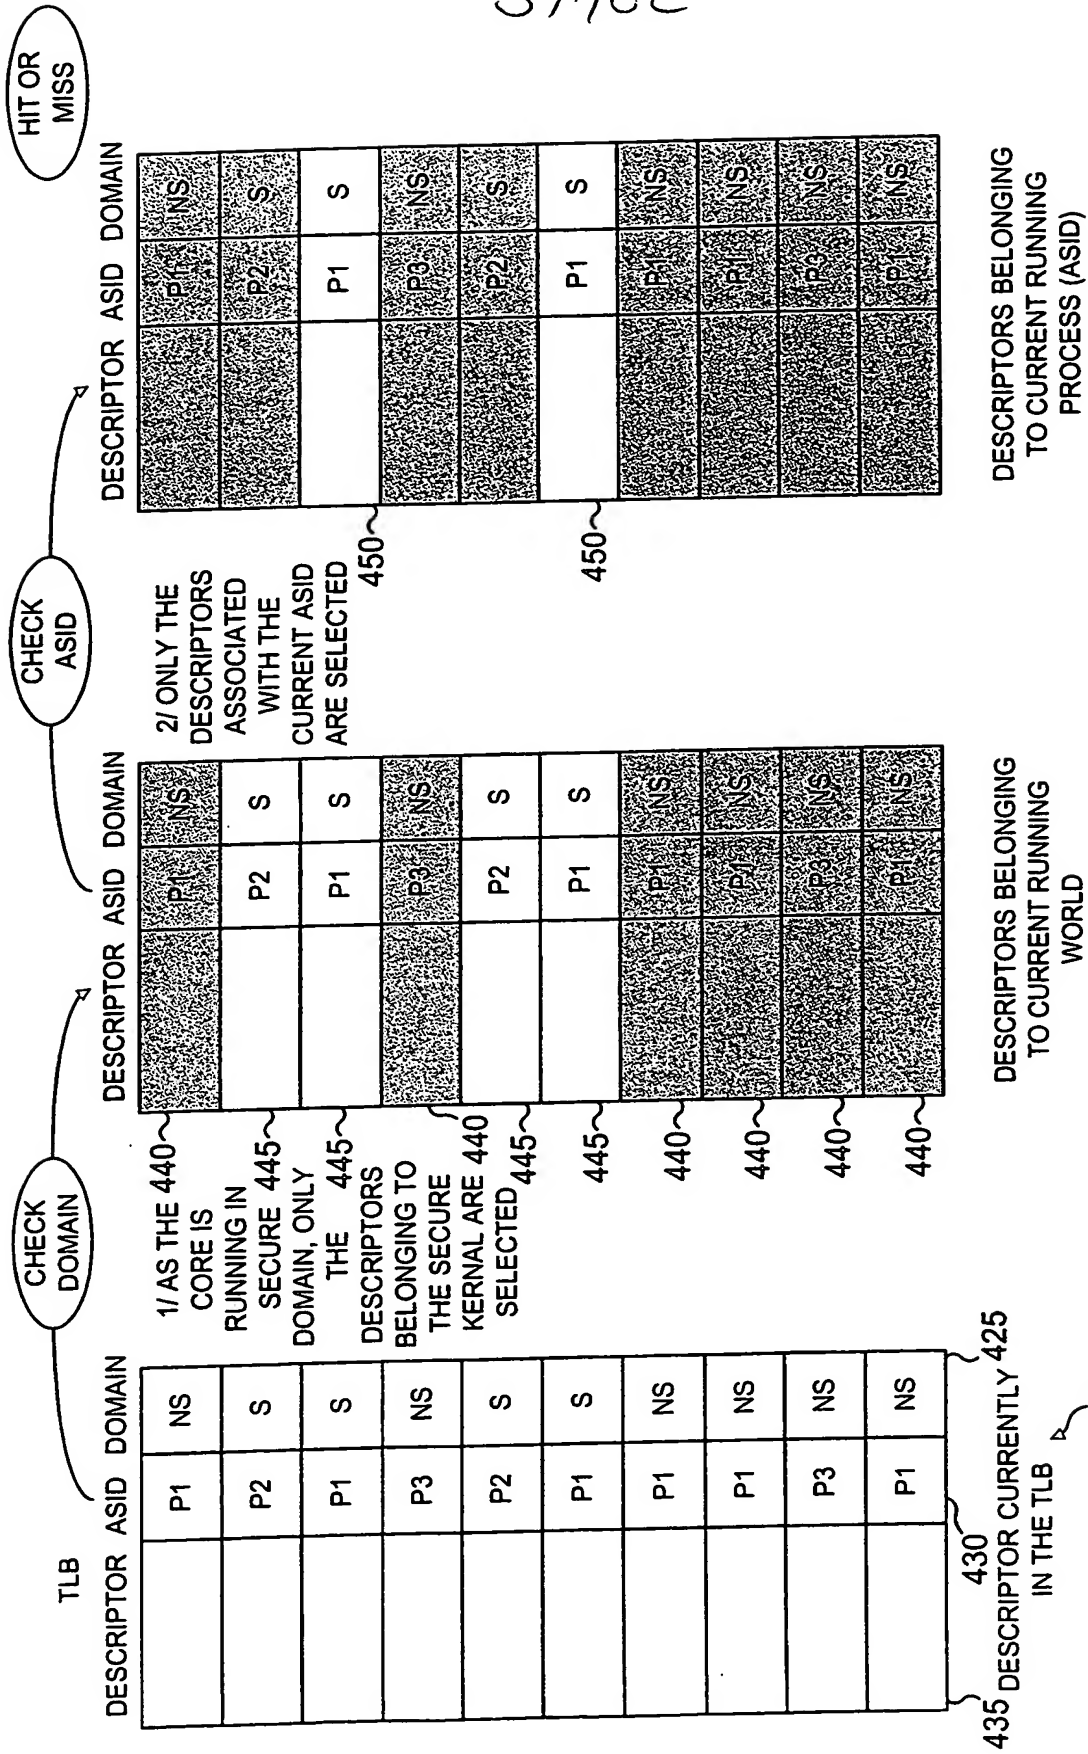 TLB
CHECK
DOMAIN
CHECK
ASID
HIT OR
MISS
DESCRIPTOR ASID DOMAIN
P1 NS
P2 S
P1 S
P3 NS
P2 S
P1 S
P1 NS
P1 NS
P3 NS
P1 NS
435
430
425
DESCRIPTOR CURRENTLY
IN THE TLB
1/ AS THE
CORE IS
RUNNING IN
SECURE
DOMAIN, ONLY
THE
DESCRIPTORS
BELONGING TO
THE SECURE
KERNAL ARE
SELECTED
440
445
445
440
445
445
440
440
440
440
DESCRIPTOR ASID DOMAIN
P1 NS
P2 S
P1 S
P3 NS
P2 S
P1 S
P1 NS
P1 NS
P3 NS
P1 NS
DESCRIPTORS BELONGING
TO CURRENT RUNNING
WORLD
2/ ONLY THE
DESCRIPTORS
ASSOCIATED
WITH THE
CURRENT ASID
ARE SELECTED
450
450
DESCRIPTOR ASID DOMAIN
P1 NS
P2 S
P1 S
P3 NS
P2 S
P1 S
P1 NS
P1 NS
P3 NS
P1 NS
DESCRIPTORS BELONGING
TO CURRENT RUNNING
PROCESS (ASID)